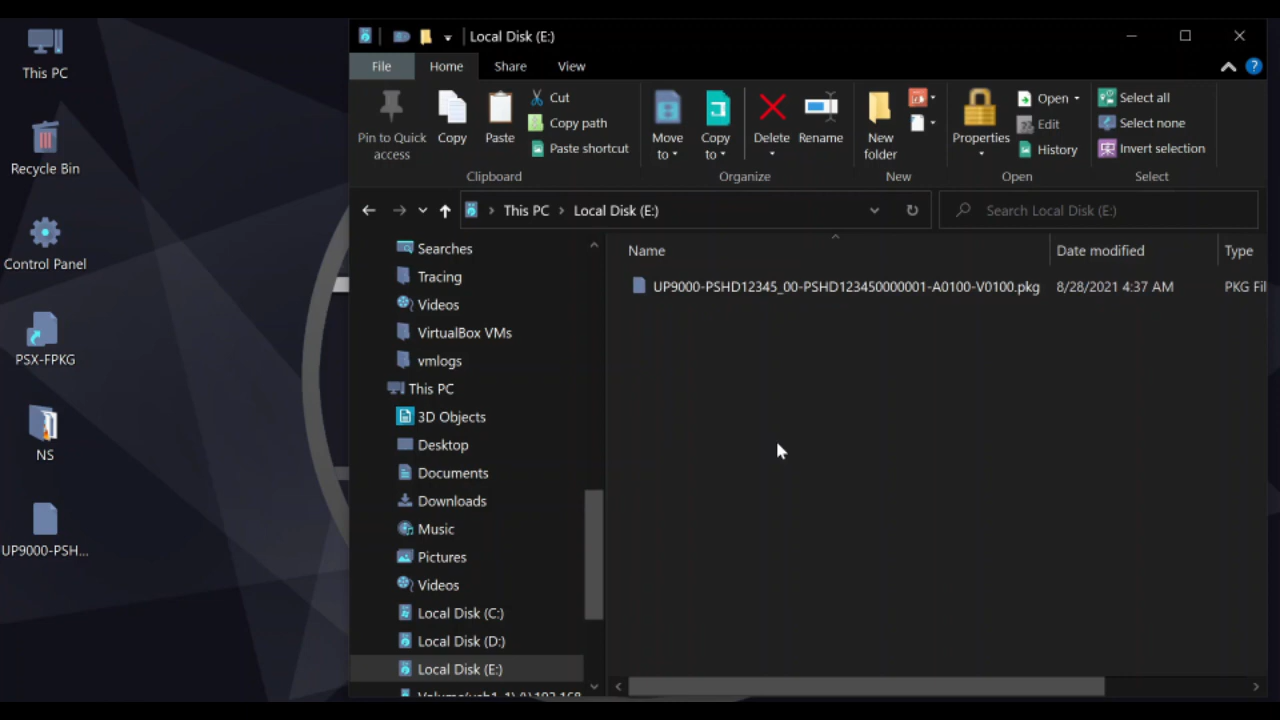 This PC
Recycle Bin
Control Panel
PSX-FPKG
NS
UP9000-PSH...
Local Disk (E:)
File Home Share View
Pin to Quick access
Copy
Paste
Cut
Copy path
Paste shortcut
Clipboard
Move to
Copy to
Delete
Rename
Organize
New folder
New
Properties
Open
Edit
History
Open
Select all
Select none
Invert selection
Select
This PC > Local Disk (E:)
Search Local Disk (E:)
Searches
Tracing
Videos
VirtualBox VMs
vmlogs
This PC
3D Objects
Desktop
Documents
Downloads
Music
Pictures
Videos
Local Disk (C:)
Local Disk (D:)
Local Disk (E:)
Name Date modified Type
UP9000-PSHD12345_00-PSHD123450000001-A0100-V0100.pkg 8/28/2021 4:37 AM PKG Fil